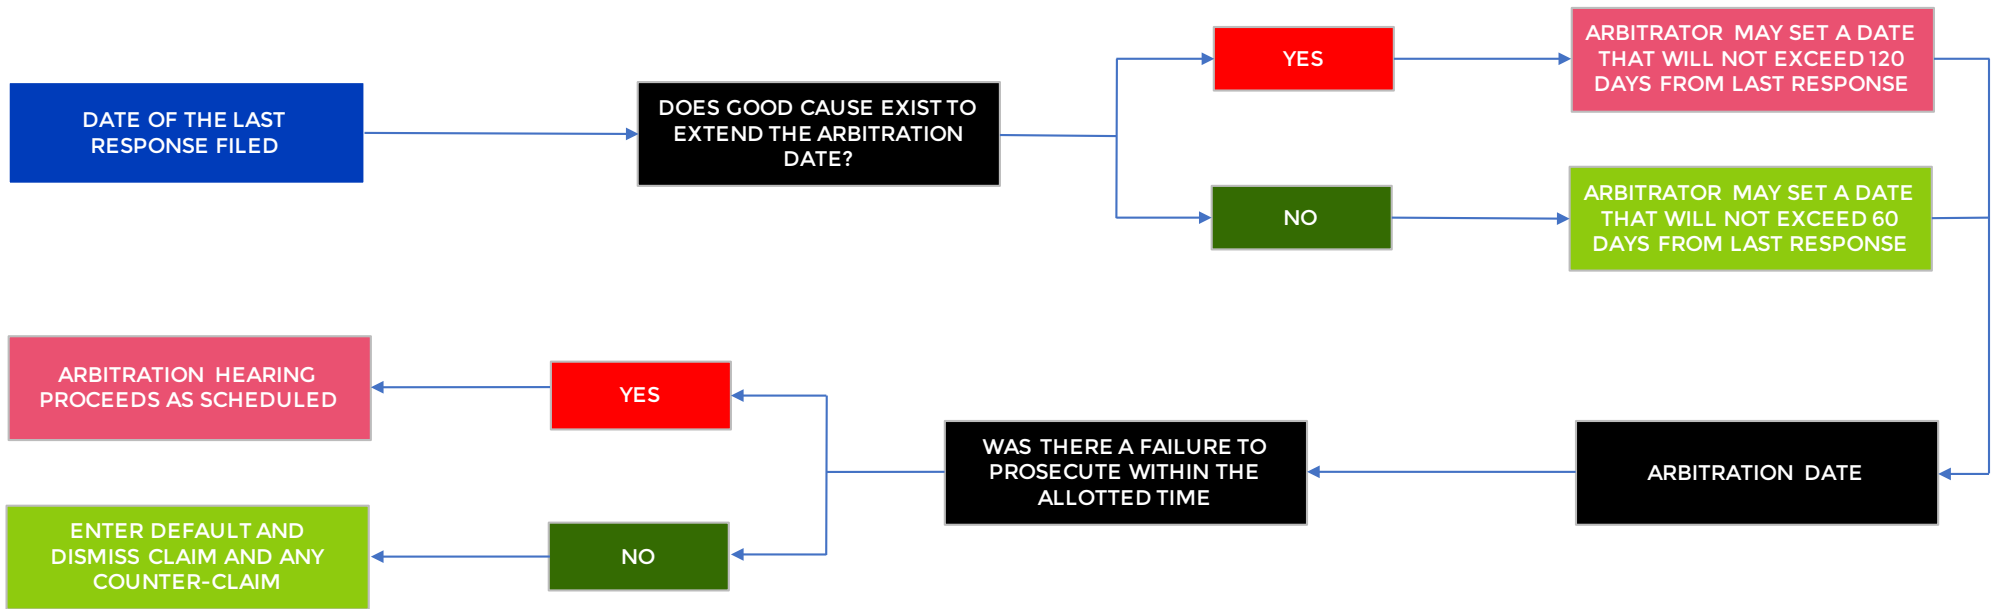 DATE OF THE LAST
RESPONSE FILED
DOES GOOD CAUSE EXIST TO
EXTEND THE ARBITRATION
DATE?
YES
ARBITRATOR MAY SET A DATE
THAT WILL NOT EXCEED 120
DAYS FROM LAST RESPONSE
NO
ARBITRATOR MAY SET A DATE
THAT WILL NOT EXCEED 60
DAYS FROM LAST RESPONSE
ARBITRATION DATE
WAS THERE A FAILURE TO
PROSECUTE WITHIN THE
ALLOTTED TIME
YES
ARBITRATION HEARING
PROCEEDS AS SCHEDULED
NO
ENTER DEFAULT AND
DISMISS CLAIM AND ANY
COUNTER-CLAIM